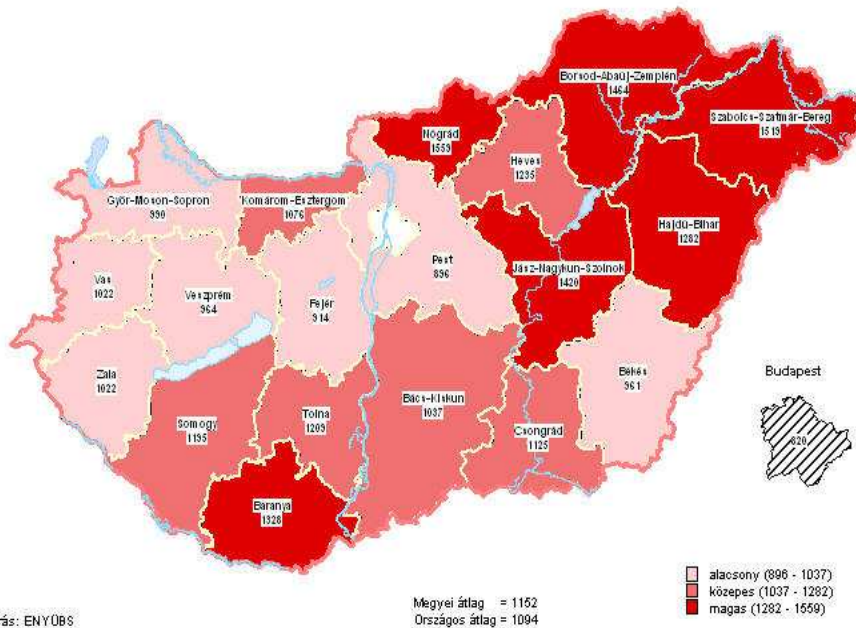 Borsod-Abaúj-Zemplén
1464
Szabolcs-Szatmár-Bereg
1519
Nógrád
1559
Heves
1235
Győr-Moson-Sopron
990
Komárom-Esztergom
1076
Hajdú-Bihar
1282
Pest
896
Jász-Nagykun-Szolnok
1420
Vas
1022
Veszprém
964
Fejér
914
Zala
1022
Békés
961
Budapest
820
Bács-Kiskun
1037
Tolna
1209
Somogy
1195
Csongrád
1125
Baranya
1328
alacsony (896 - 1037)
közepes (1037 - 1282)
magas (1282 - 1559)
Megyei átlag = 1152
Országos átlag = 1094
rás: ENYÜBS